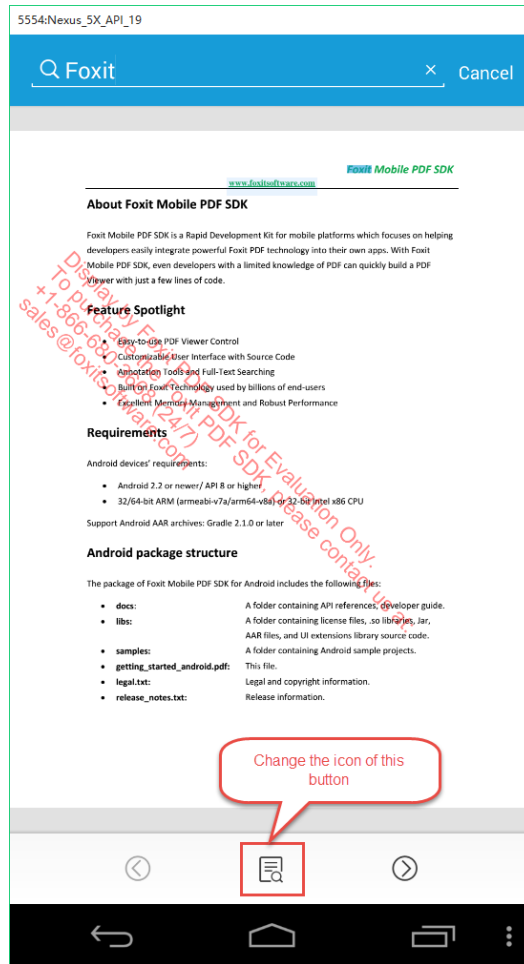 5554:Nexus_5X_API_19
Foxit
× Cancel
Foxit Mobile PDF SDK
www.foxitsoftware.com
About Foxit Mobile PDF SDK
Foxit Mobile PDF SDK is a Rapid Development Kit for mobile platforms which focuses on helping
developers easily integrate powerful Foxit PDF technology into their own apps. With Foxit
Mobile PDF SDK, even developers with a limited knowledge of PDF can quickly build a PDF
Viewer with just a few lines of code.
Feature Spotlight
• Easy-to-use PDF Viewer Control
• Customizable User Interface with Source Code
• Annotation Tools and Full-Text Searching
• Built on Foxit Technology used by billions of end-users
• Excellent Memory Management and Robust Performance
Requirements
Android devices' requirements:
• Android 2.2 or newer/ API 8 or higher
• 32/64-bit ARM (armeabi-v7a/arm64-v8a) or 32-bit Intel x86 CPU
Support Android AAR archives: Gradle 2.1.0 or later
Android package structure
The package of Foxit Mobile PDF SDK for Android includes the following files:
• docs: A folder containing API references, developer guide.
• libs: A folder containing license files, .so libraries, Jar,
AAR files, and UI extensions library source code.
• samples: A folder containing Android sample projects.
• getting_started_android.pdf: This file.
• legal.txt: Legal and copyright information.
• release_notes.txt: Release information.
Display by Foxit PDF SDK for Evaluation Only.
To purchase the Foxit PDF SDK, please contact us at:
+1-866-680-3668 (24/7)
sales@foxitsoftware.com
Change the icon of this
button